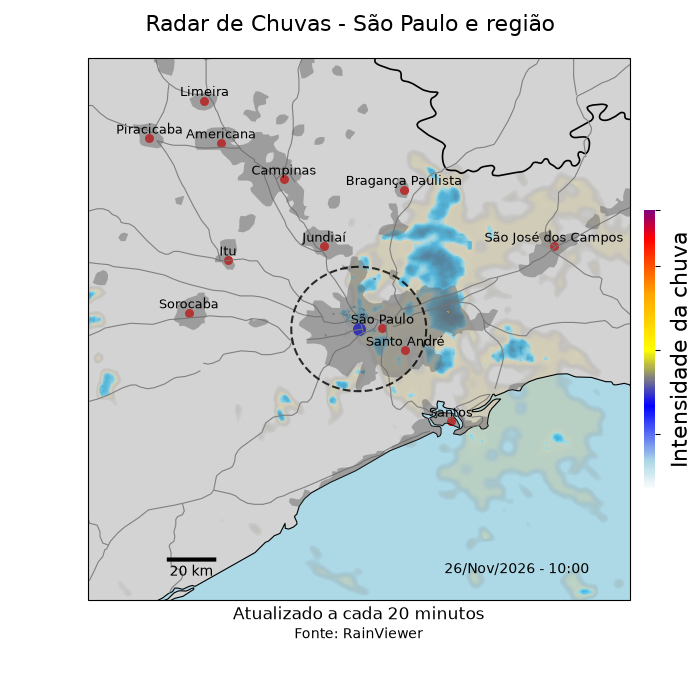 Radar de Chuvas - São Paulo e região
Limeira
Piracicaba
Americana
Campinas
Bragança Paulista
Jundiaí
São José dos Campos
Itu
Sorocaba
São Paulo
Santo André
Santos
20 km
26/Nov/2026 - 10:00
Intensidade da chuva
Atualizado a cada 20 minutos
Fonte: RainViewer